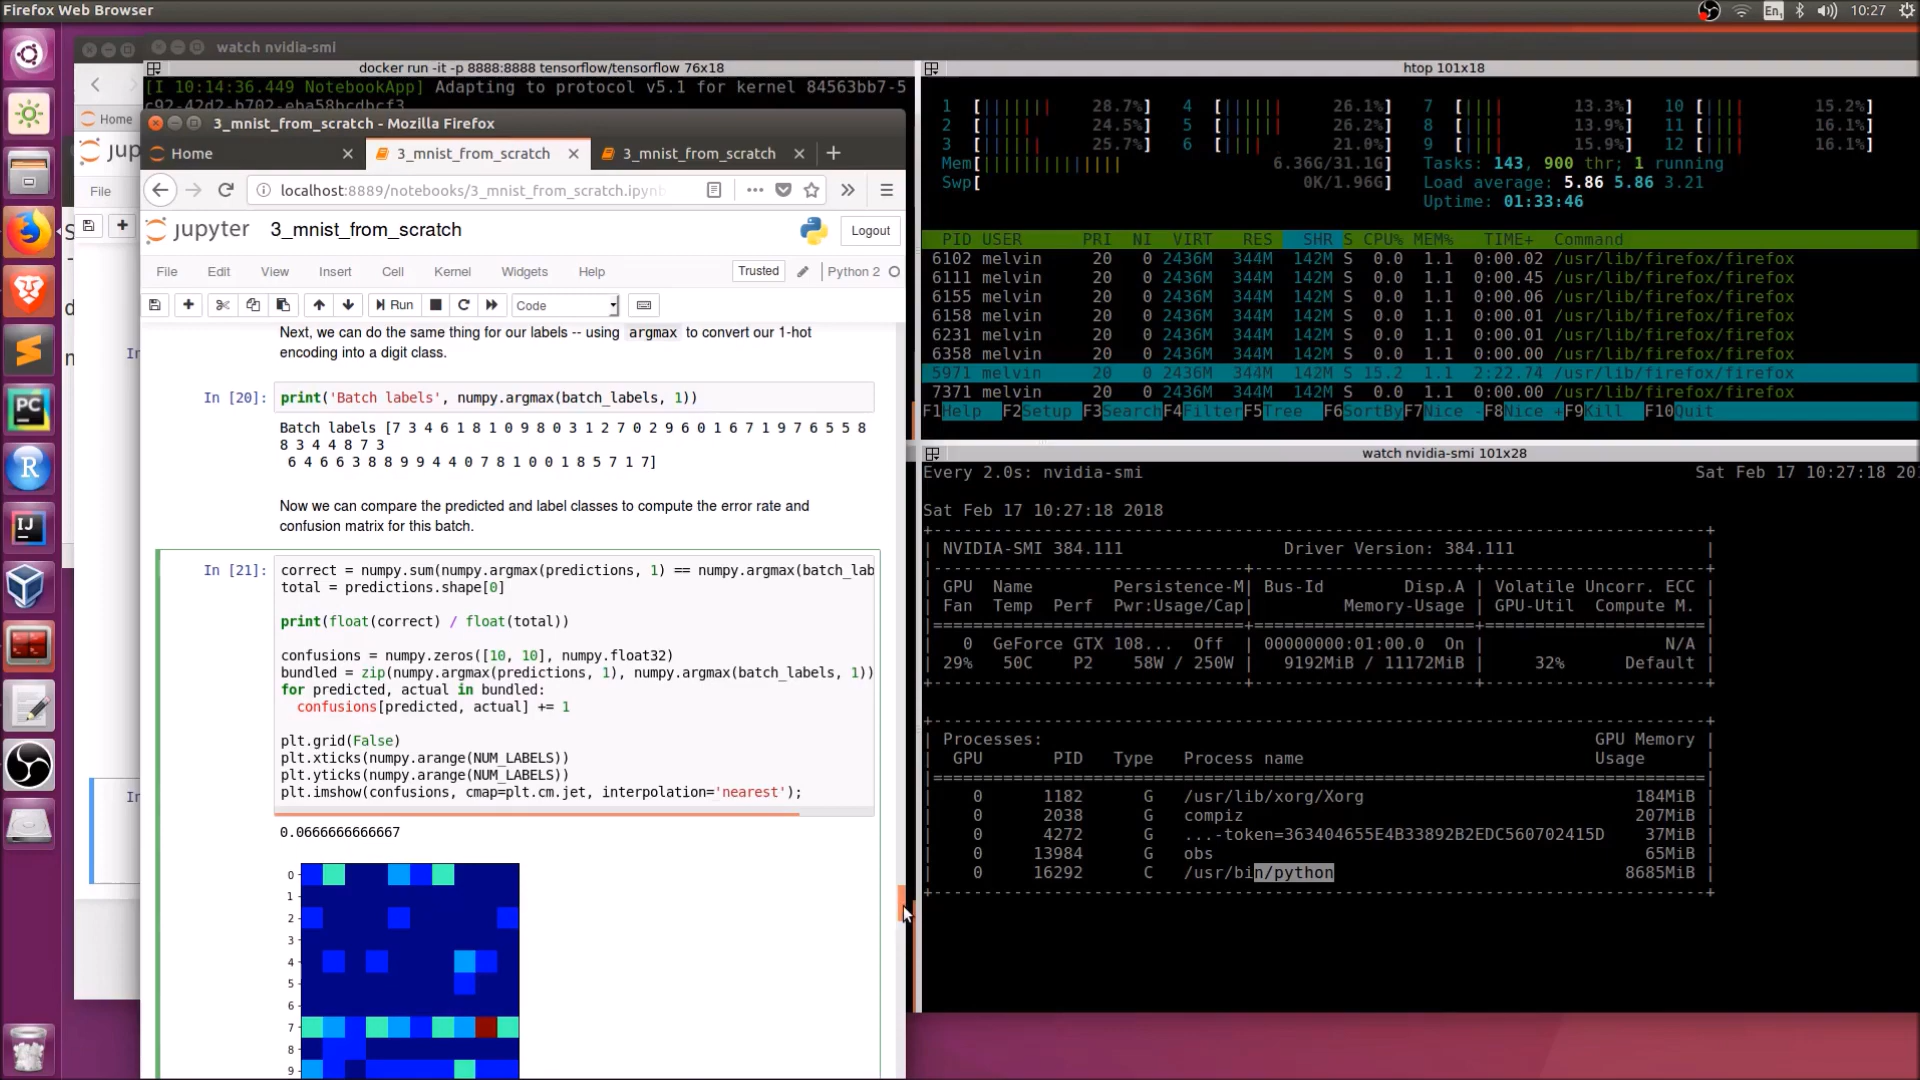 Firefox Web Browser
En1
10:27
watch nvidia-smi
docker run -it -p 8888:8888 tensorflow/tensorflow 76x18
[I 10:14:36.449 NotebookApp] Adapting to protocol v5.1 for kernel 84563bb7-5
c92-42d2-b702-eba58bcdbcf3
Home
jup
File
In
In
3_mnist_from_scratch - Mozilla Firefox
Home
3_mnist_from_scratch
3_mnist_from_scratch
localhost:8889/notebooks/3_mnist_from_scratch.ipynb
jupyter
3_mnist_from_scratch
Logout
File Edit View Insert Cell Kernel Widgets Help
Trusted
Python 2
Run
Code
Next, we can do the same thing for our labels -- using argmax to convert our 1-hot
encoding into a digit class.
In [20]:
print('Batch labels', numpy.argmax(batch_labels, 1))
Batch labels [7 3 4 6 1 8 1 0 9 8 0 3 1 2 7 0 2 9 6 0 1 6 7 1 9 7 6 5 5 8
8 3 4 4 8 7 3
6 4 6 6 3 8 8 9 9 4 4 0 7 8 1 0 0 1 8 5 7 1 7]
Now we can compare the predicted and label classes to compute the error rate and
confusion matrix for this batch.
In [21]:
correct = numpy.sum(numpy.argmax(predictions, 1) == numpy.argmax(batch_lab
total = predictions.shape[0]
print(float(correct) / float(total))
confusions = numpy.zeros([10, 10], numpy.float32)
bundled = zip(numpy.argmax(predictions, 1), numpy.argmax(batch_labels, 1))
for predicted, actual in bundled:
confusions[predicted, actual] += 1
plt.grid(False)
plt.xticks(numpy.arange(NUM_LABELS))
plt.yticks(numpy.arange(NUM_LABELS))
plt.imshow(confusions, cmap=plt.cm.jet, interpolation='nearest');
0.0666666666667
0
1
2
3
4
5
6
7
8
9
htop 101x18
1 [ 28.7%] 4 [ 26.1%] 7 [ 13.3%] 10 [ 15.2%]
2 [ 24.5%] 5 [ 26.2%] 8 [ 13.9%] 11 [ 16.1%]
3 [ 25.7%] 6 [ 21.0%] 9 [ 15.9%] 12 [ 16.1%]
Mem[ 6.36G/31.1G] Tasks: 143, 900 thr; 1 running
Swp[ 0K/1.96G] Load average: 5.86 5.86 3.21
Uptime: 01:33:46
PID USER PRI NI VIRT RES SHR S CPU% MEM% TIME+ Command
6102 melvin 20 0 2436M 344M 142M S 0.0 1.1 0:00.02 /usr/lib/firefox/firefox
6111 melvin 20 0 2436M 344M 142M S 0.0 1.1 0:00.45 /usr/lib/firefox/firefox
6155 melvin 20 0 2436M 344M 142M S 0.0 1.1 0:00.06 /usr/lib/firefox/firefox
6158 melvin 20 0 2436M 344M 142M S 0.0 1.1 0:00.01 /usr/lib/firefox/firefox
6231 melvin 20 0 2436M 344M 142M S 0.0 1.1 0:00.01 /usr/lib/firefox/firefox
6358 melvin 20 0 2436M 344M 142M S 0.0 1.1 0:00.00 /usr/lib/firefox/firefox
5971 melvin 20 0 2436M 344M 142M S 15.2 1.1 2:22.74 /usr/lib/firefox/firefox
7371 melvin 20 0 2436M 344M 142M S 0.0 1.1 0:00.00 /usr/lib/firefox/firefox
F1Help F2Setup F3SearchF4FilterF5Tree F6SortByF7Nice -F8Nice +F9Kill F10Quit
watch nvidia-smi 101x28
Every 2.0s: nvidia-smi Sat Feb 17 10:27:18 20
Sat Feb 17 10:27:18 2018
NVIDIA-SMI 384.111 Driver Version: 384.111
GPU Name Persistence-M| Bus-Id Disp.A | Volatile Uncorr. ECC
Fan Temp Perf Pwr:Usage/Cap| Memory-Usage | GPU-Util Compute M.
0 GeForce GTX 108... Off | 00000000:01:00.0 On | N/A
29% 50C P2 58W / 250W | 9192MiB / 11172MiB | 32% Default
Processes: GPU Memory
GPU PID Type Process name Usage
0 1182 G /usr/lib/xorg/Xorg 184MiB
0 2038 G compiz 207MiB
0 4272 G ...-token=363404655E4B33892B2EDC560702415D 37MiB
0 13984 G obs 65MiB
0 16292 C /usr/bin/python 8685MiB
PC
R
IJ